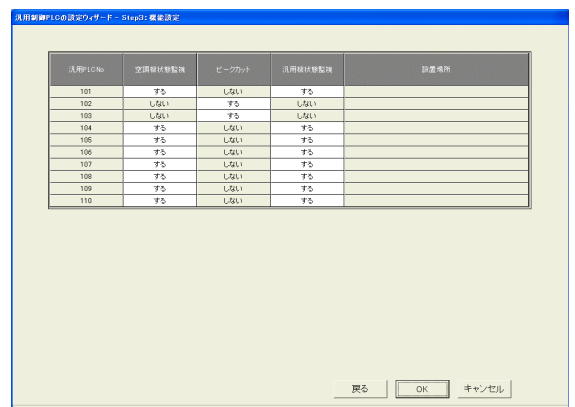 汎用制御PLCの設定ウィザード - Step3:機能設定
汎用PLCNo 空調機状態監視 ピークカット 汎用機状態監視 設置場所
101 する しない する
102 しない する しない
103 しない する しない
104 する しない する
105 する しない する
106 する しない する
107 する しない する
108 する しない する
109 する しない する
110 する しない する
戻る OK キャンセル